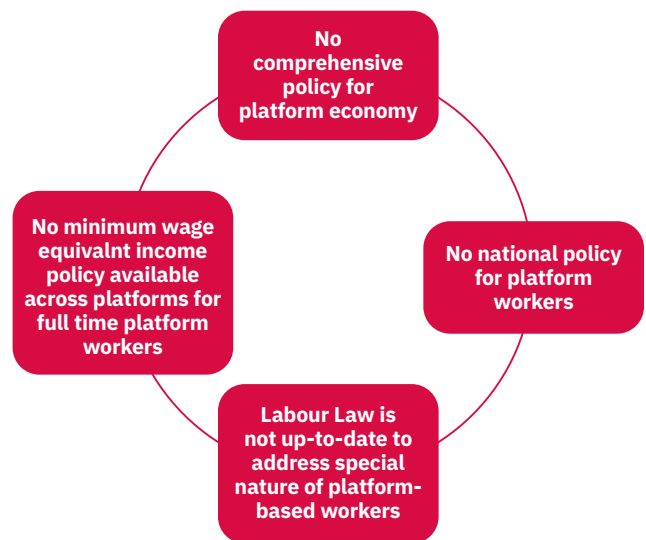 No
comprehensive
policy for
platform economy
No national policy
for platform
workers
Labour Law is
not up-to-date to
address special
nature of platform-
based workers
No minimum wage
equivalnt income
policy available
across platforms for
full time platform
workers